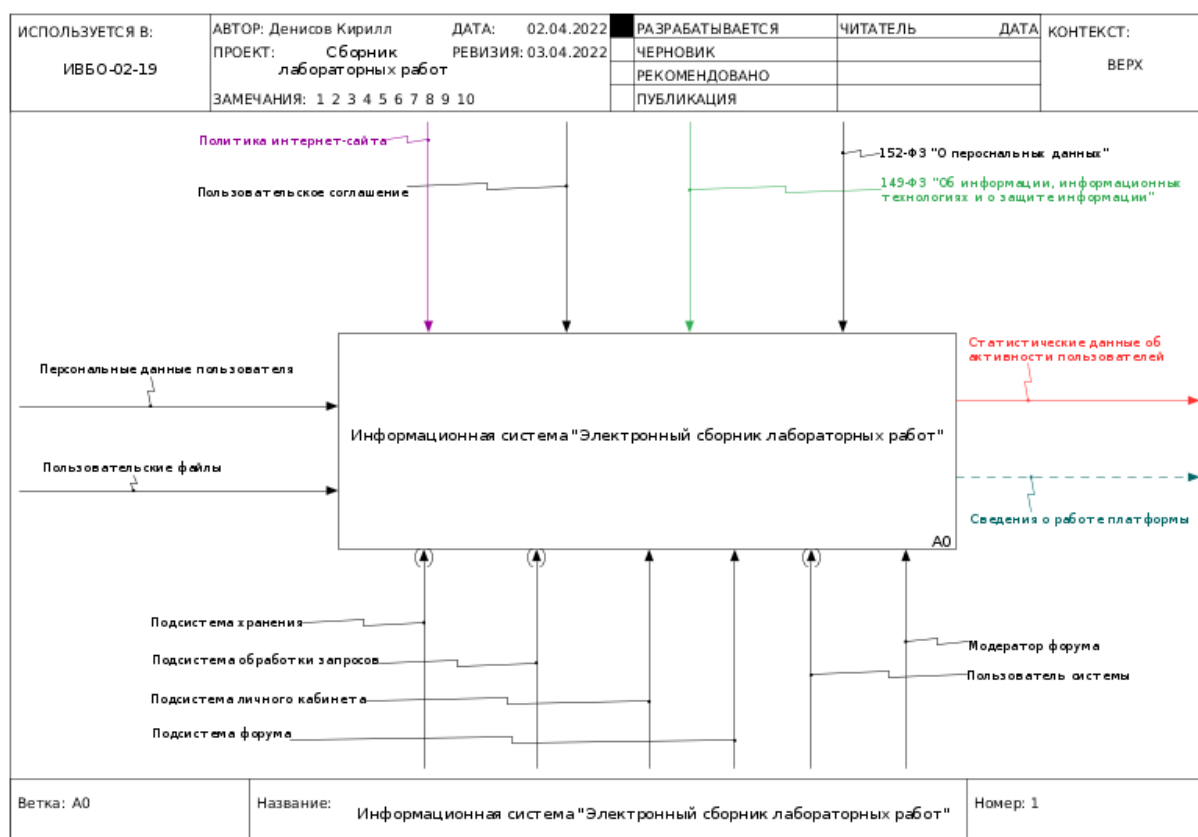 ИСПОЛЬЗУЕТСЯ В:
ИВБО-02-19
АВТОР: Денисов Кирилл
ДАТА: 02.04.2022
ПРОЕКТ: Сборник
лабораторных работ
РЕВИЗИЯ: 03.04.2022
ЗАМЕЧАНИЯ: 1 2 3 4 5 6 7 8 9 10
РАЗРАБАТЫВАЕТСЯ
ЧЕРНОВИК
РЕКОМЕНДОВАНО
ПУБЛИКАЦИЯ
ЧИТАТЕЛЬ
ДАТА
КОНТЕКСТ:
ВЕРХ
Политика интернет-сайта
Пользовательское соглашение
152-ФЗ "О пероснальных данных"
149-ФЗ "Об информации, информационных
технологиях и о защите информации"
Персональные данные пользователя
Пользовательские файлы
Информационная система "Электронный сборник лабораторных работ"
A0
Статистические данные об
активности пользователей
Сведения о работе платформы
Подсистема хранения
Подсистема обработки запросов
Подсистема личного кабинета
Подсистема форума
Модератор форума
Пользователь системы
Ветка: A0
Название:
Информационная система "Электронный сборник лабораторных работ"
Номер: 1